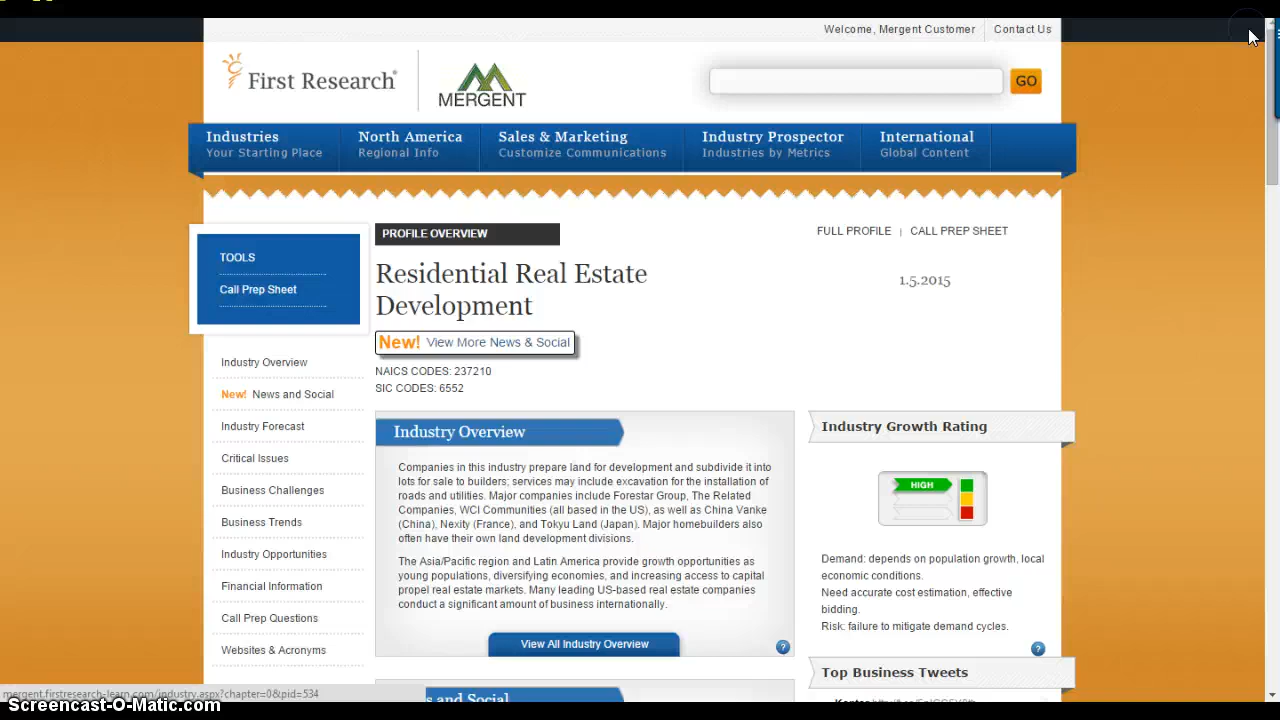 Welcome, Mergent Customer
Contact Us
First Research®
MERGENT
GO
Industries
Your Starting Place
North America
Regional Info
Sales & Marketing
Customize Communications
Industry Prospector
Industries by Metrics
International
Global Content
TOOLS
Call Prep Sheet
Industry Overview
New! News and Social
Industry Forecast
Critical Issues
Business Challenges
Business Trends
Industry Opportunities
Financial Information
Call Prep Questions
Websites & Acronyms
PROFILE OVERVIEW
FULL PROFILE | CALL PREP SHEET
Residential Real Estate
Development
1.5.2015
New! View More News & Social
NAICS CODES: 237210
SIC CODES: 6552
Industry Overview
Companies in this industry prepare land for development and subdivide it into
lots for sale to builders; services may include excavation for the installation of
roads and utilities. Major companies include Forestar Group, The Related
Companies, WCI Communities (all based in the US), as well as China Vanke
(China), Nexity (France), and Tokyu Land (Japan). Major homebuilders also
often have their own land development divisions.
The Asia/Pacific region and Latin America provide growth opportunities as
young populations, diversifying economies, and increasing access to capital
propel real estate markets. Many leading US-based real estate companies
conduct a significant amount of business internationally.
View All Industry Overview
?
Industry Growth Rating
HIGH
Demand: depends on population growth, local
economic conditions.
Need accurate cost estimation, effective
bidding.
Risk: failure to mitigate demand cycles.
?
Top Business Tweets
s and Social
mergent.firstresearch-learn.com/industry.aspx?chapter=0&pid=534
Screencast-O-Matic.com